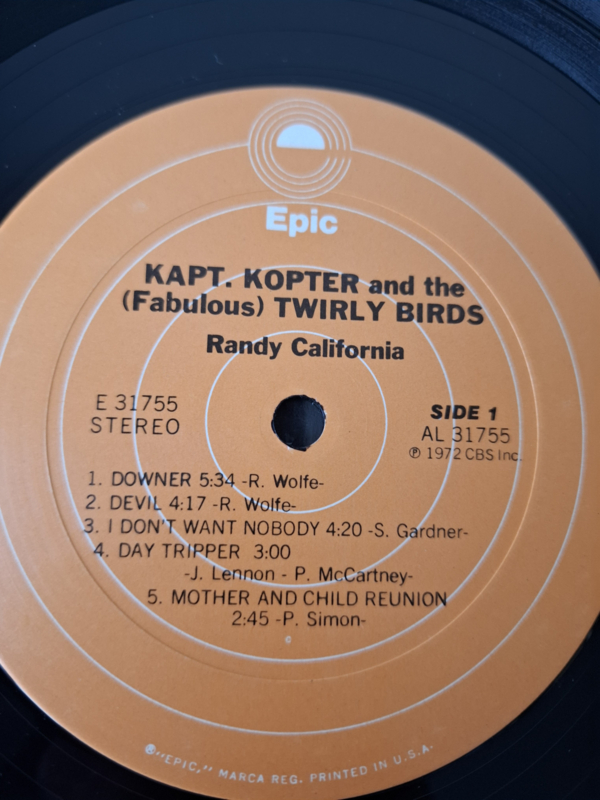 Epic
KAPT. KOPTER and the
(Fabulous) TWIRLY BIRDS
Randy California
E 31755
STEREO
SIDE 1
AL 31755
℗ 1972 CBS Inc.
1. DOWNER 5:34 -R. Wolfe-
2. DEVIL 4:17 -R. Wolfe-
3. I DON'T WANT NOBODY 4:20 -S. Gardner-
4. DAY TRIPPER 3:00
-J. Lennon - P. McCartney-
5. MOTHER AND CHILD REUNION
2:45 -P. Simon-
c
®"EPIC," MARCA REG. PRINTED IN U.S.A.